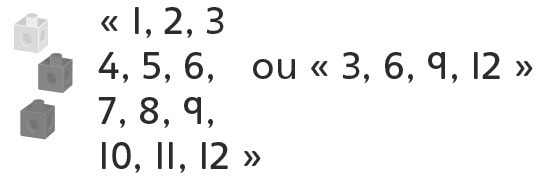 « 1, 2, 3
4, 5, 6, ou « 3, 6, 9, 12 »
7, 8, 9,
10, 11, 12 »